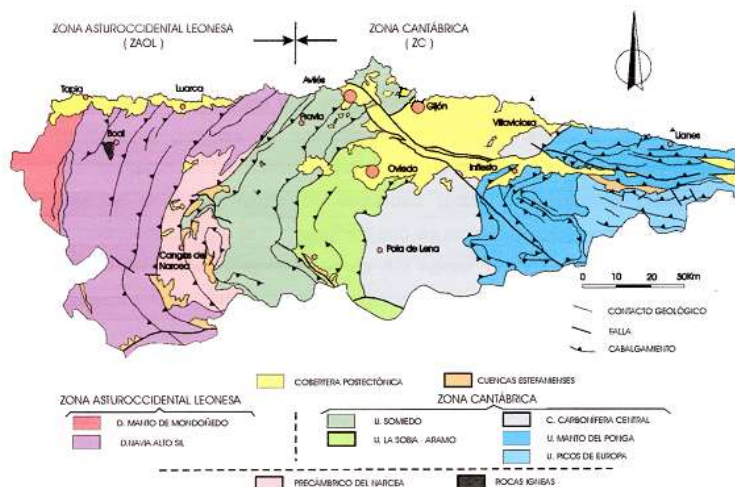 ZONA ASTUROCCIDENTAL LEONESA
( ZAOL )
ZONA CANTÁBRICA
( ZC )
Tapia
Luarca
Avilés
Gijón
Villaviciosa
Boal
Pravia
Llanes
Oviedo
Infiesto
Cangas del
Narcea
Pola de Lena
0 10 20 30Km
CONTACTO GEOLÓGICO
FALLA
CABALGAMIENTO
COBERTERA POSTECTÓNICA
CUENCAS ESTEFANIENSES
ZONA ASTUROCCIDENTAL LEONESA
ZONA CANTÁBRICA
D. MANTO DE MONDOÑEDO
U. SOMIEDO
C. CARBONÍFERA CENTRAL
D.NAVIA ALTO SIL
U. LA SOBIA - ARAMO
U. MANTO DEL PONGA
U. PICOS DE EUROPA
PRECÁMBRICO DEL NARCEA
ROCAS IGNEAS